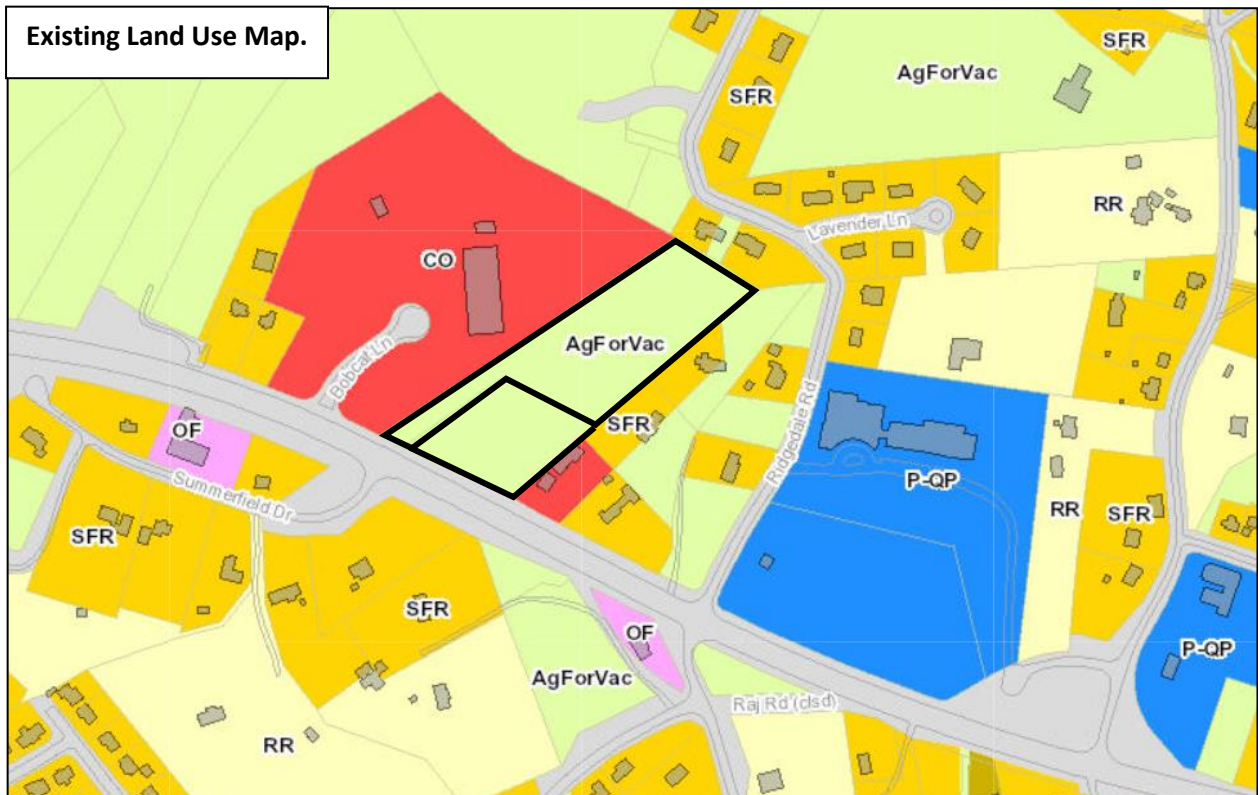 Existing Land Use Map.
SFR
AgForVac
SFR
RR
Lavender Ln
CO
AgForVac
Bobcat Ln
SFR
Ridgedale Rd
OF
P-QP
Summerfield Dr
RR
SFR
SFR
SFR
OF
P-QP
AgForVac
Raj Rd (clsd)
RR